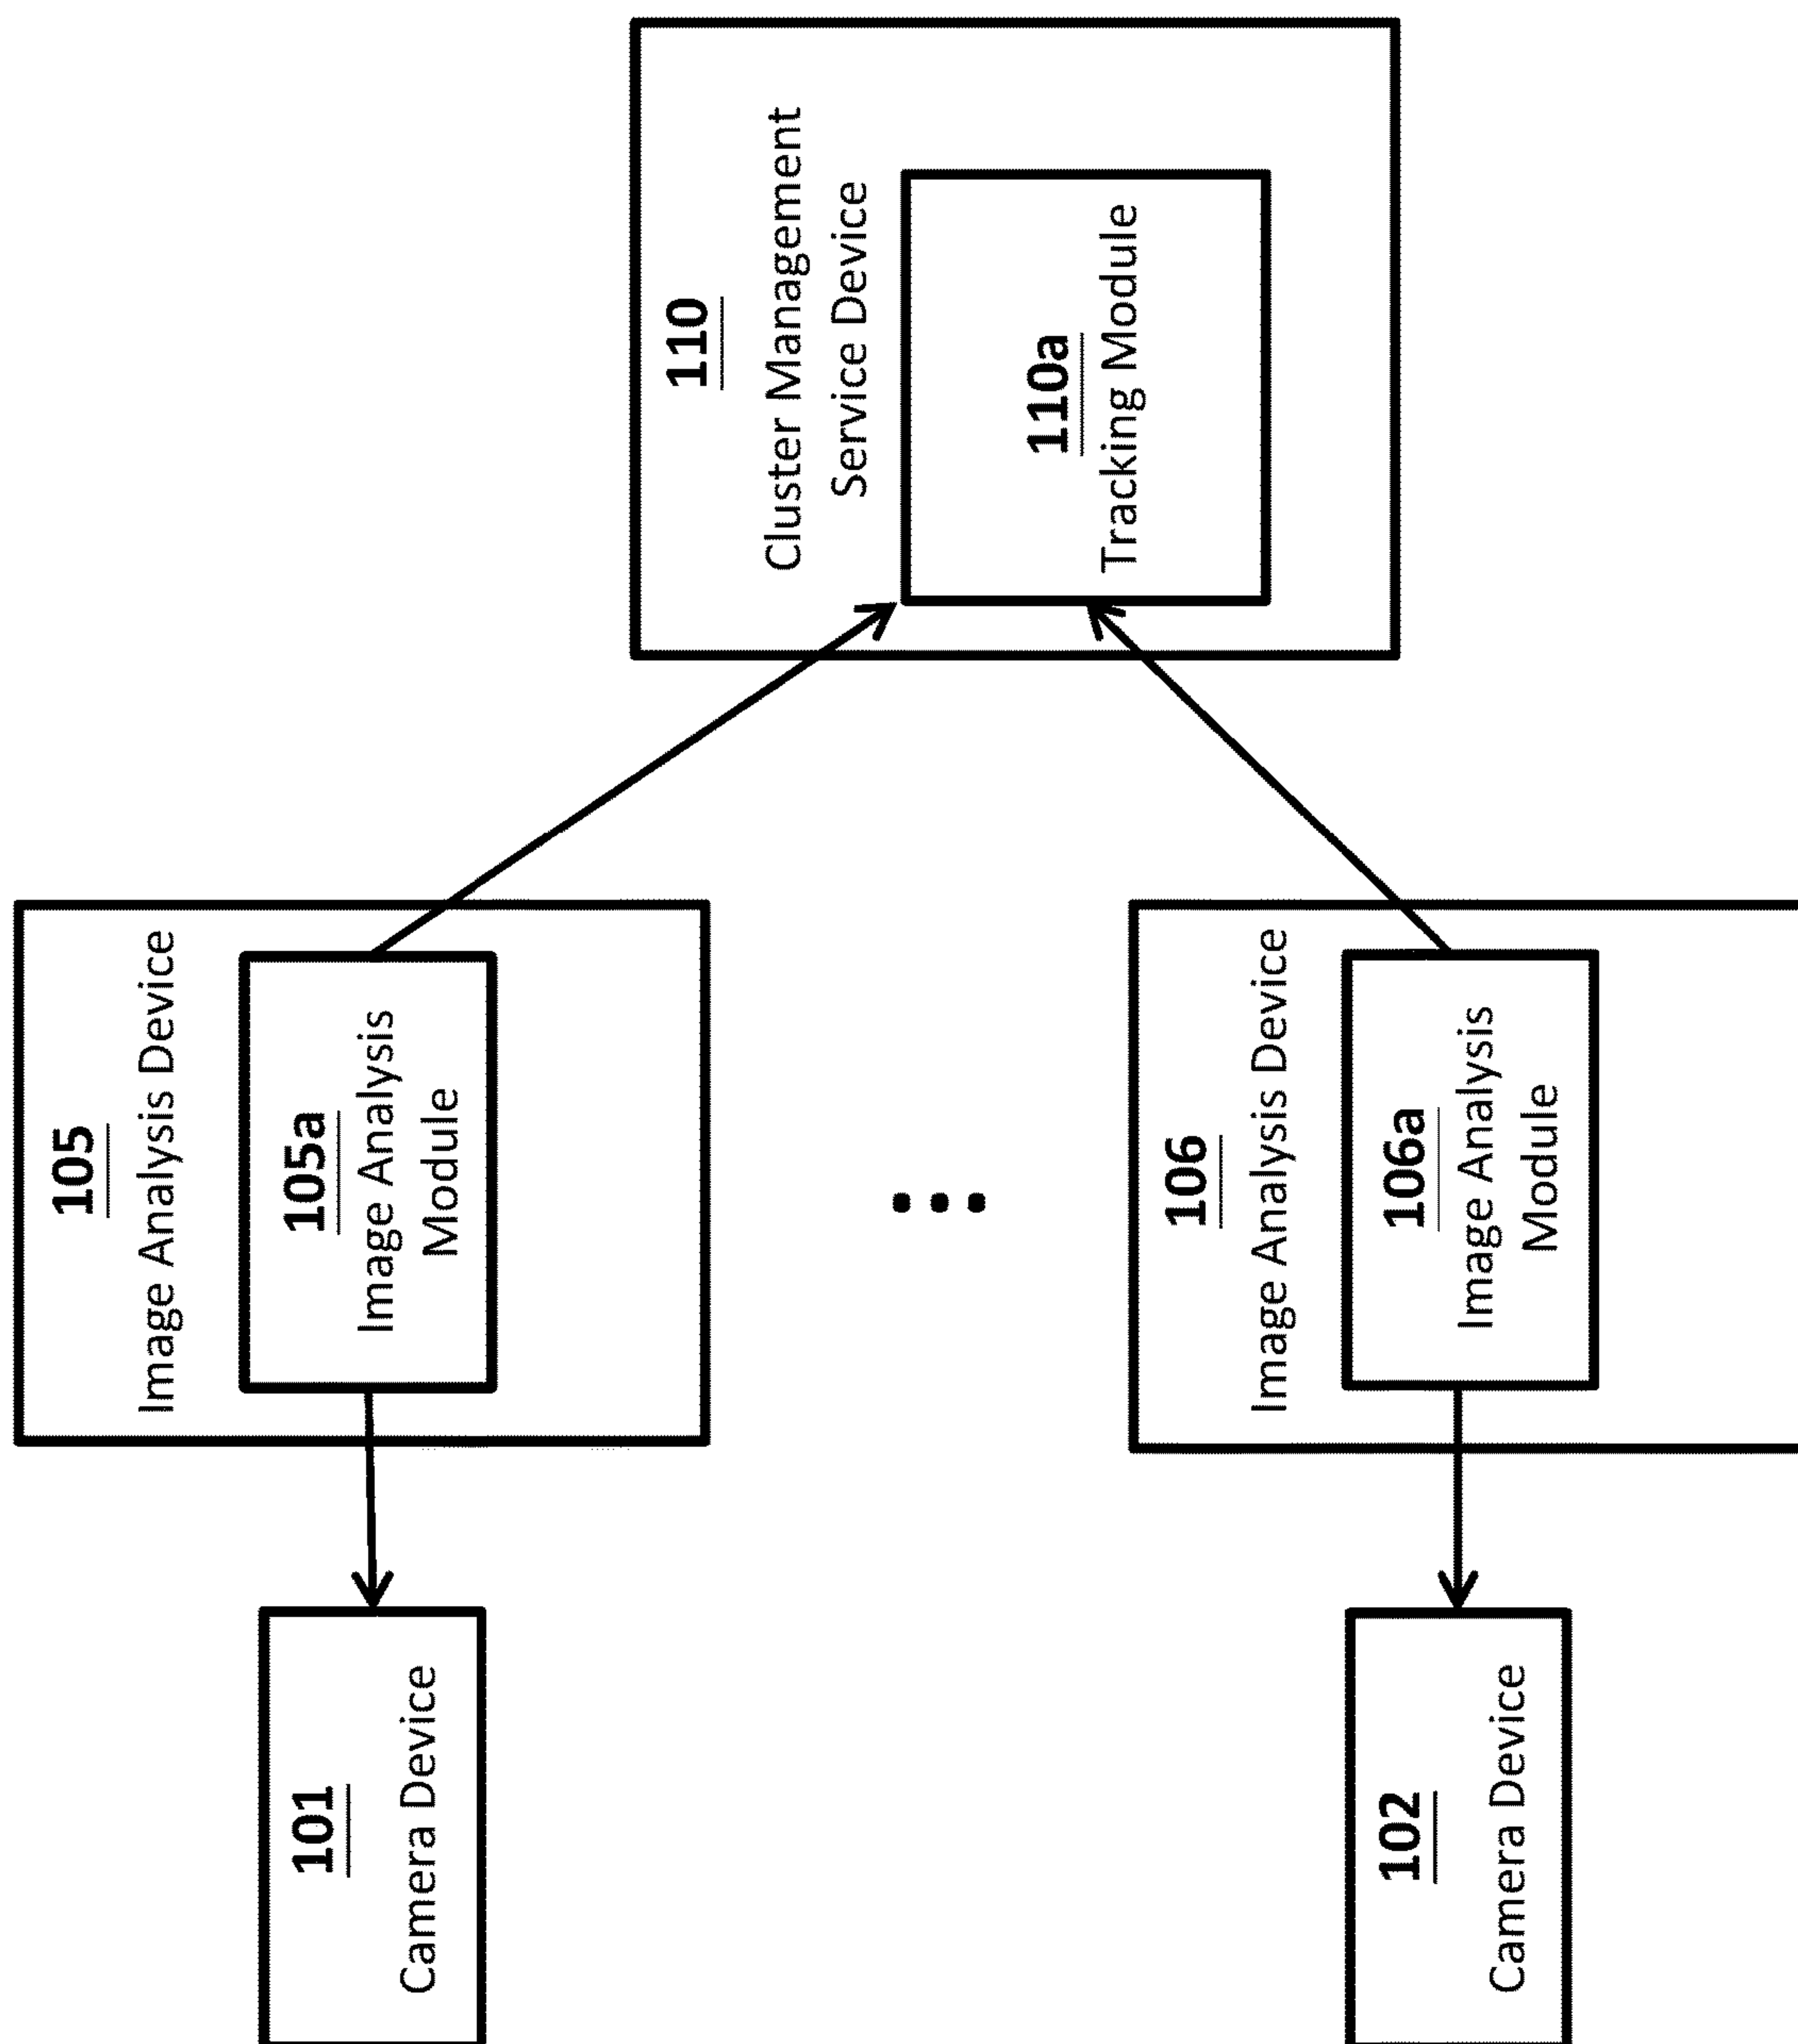 101
Camera Device
105
Image Analysis Device
105a
Image Analysis
Module
110
Cluster Management
Service Device
110a
Tracking Module
102
Camera Device
106
Image Analysis Device
106a
Image Analysis
Module